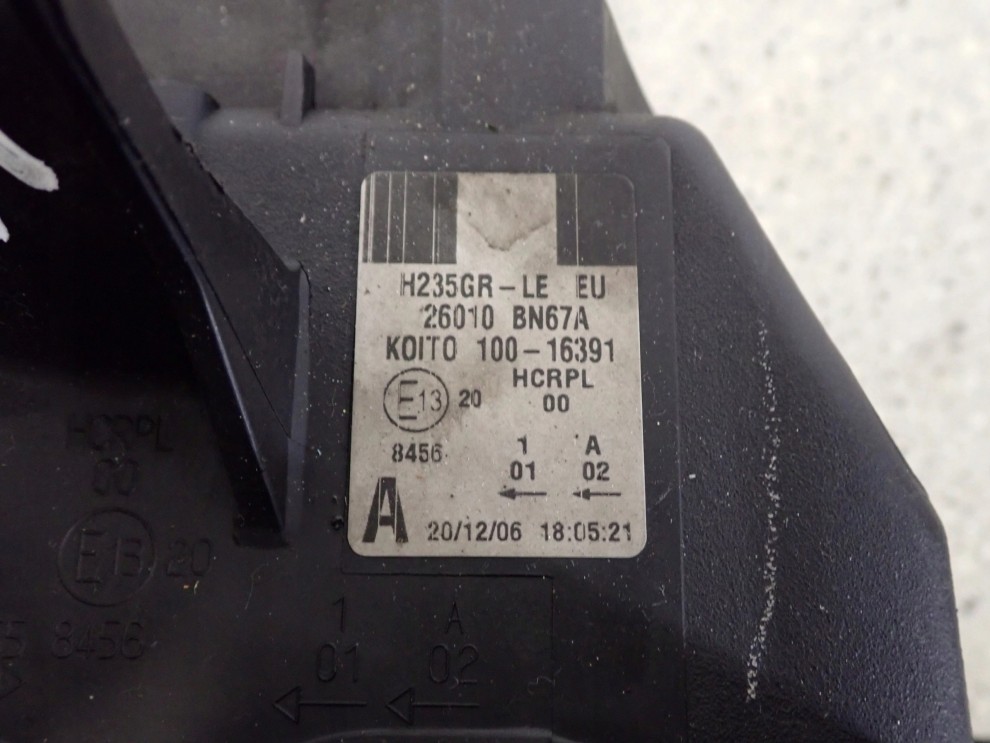 H235GR-LE EU
26010 BN67A
KOITO 100-16391
HCRPL
E13 20 00
8456
1 A
01 02
A 20/12/06 18:05:21
HCRPL
00
E13 20
8456
1 A
01 02